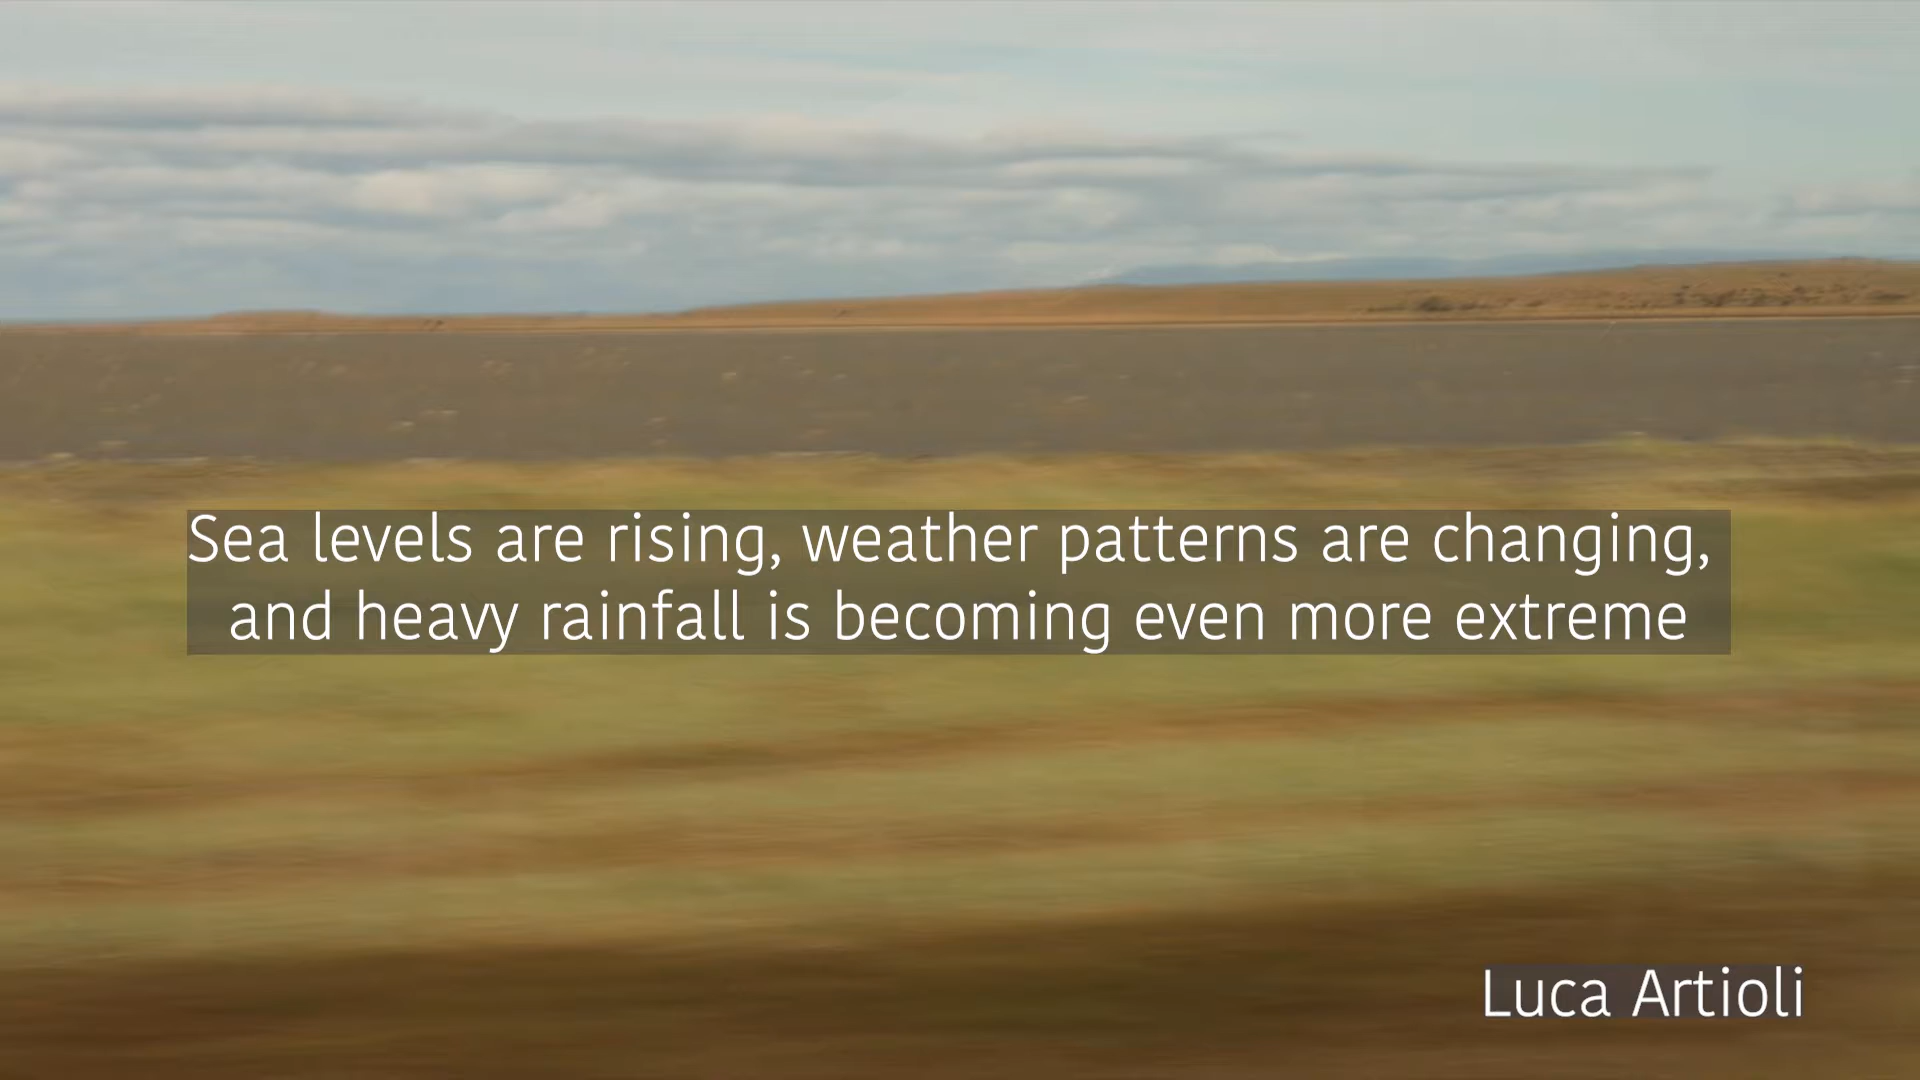 Sea levels are rising, weather patterns are changing,
and heavy rainfall is becoming even more extreme
Luca Artioli